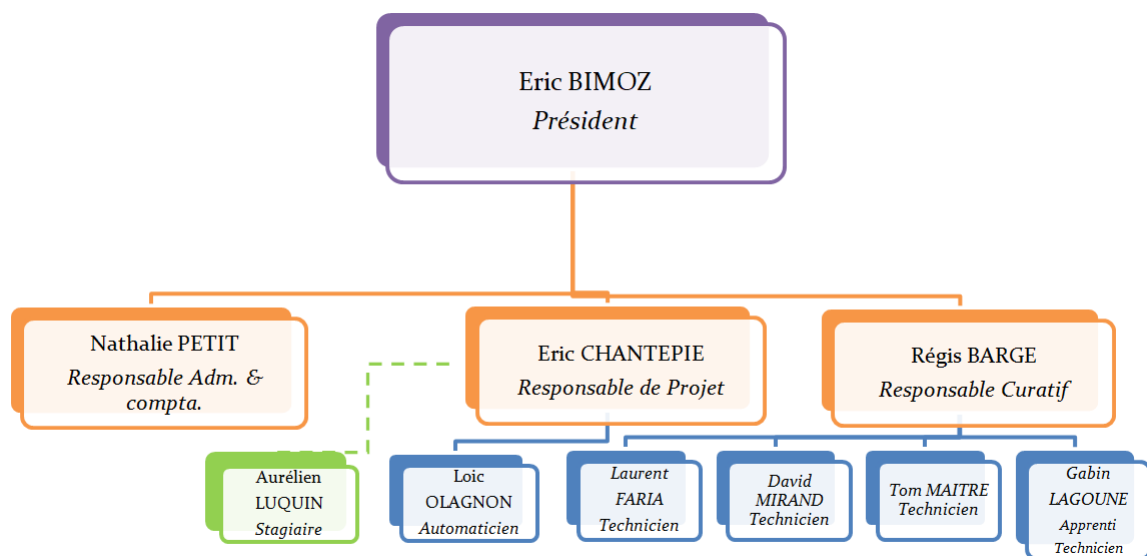 Eric BIMOZ
Président
Nathalie PETIT
Responsable Adm. &
compta.
Eric CHANTEPIE
Responsable de Projet
Régis BARGE
Responsable Curatif
Aurélien
LUQUIN
Stagiaire
Loic
OLAGNON
Automaticien
Laurent
FARIA
Technicien
David
MIRAND
Technicien
Tom MAITRE
Technicien
Gabin
LAGOUNE
Apprenti
Technicien